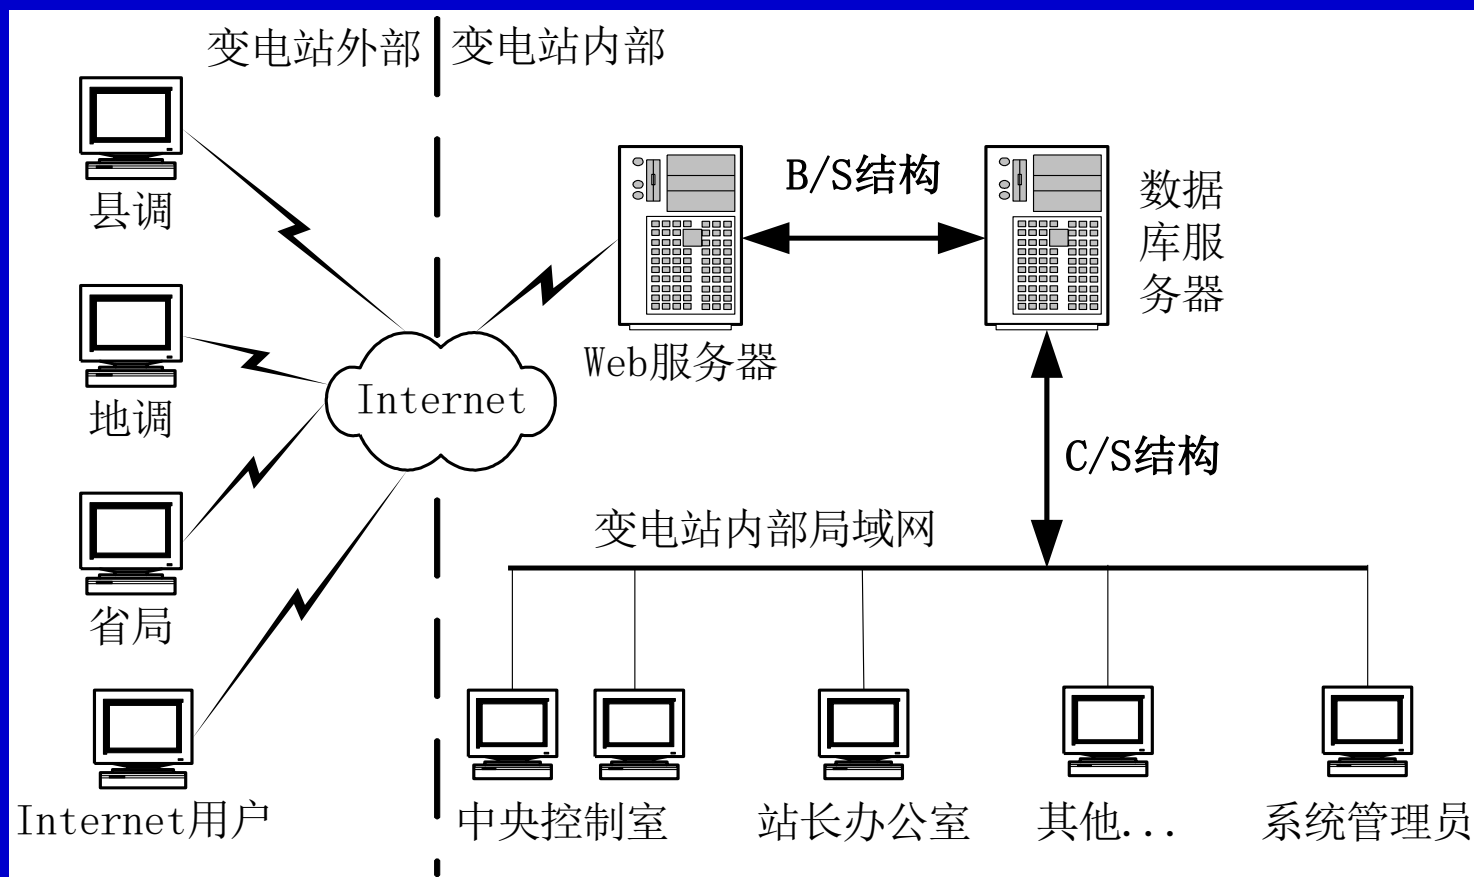 变电站外部
变电站内部
县调
地调
省局
Internet用户
Internet
Web服务器
B/S结构
数据
库服
务器
C/S结构
变电站内部局域网
中央控制室
站长办公室
其他...
系统管理员